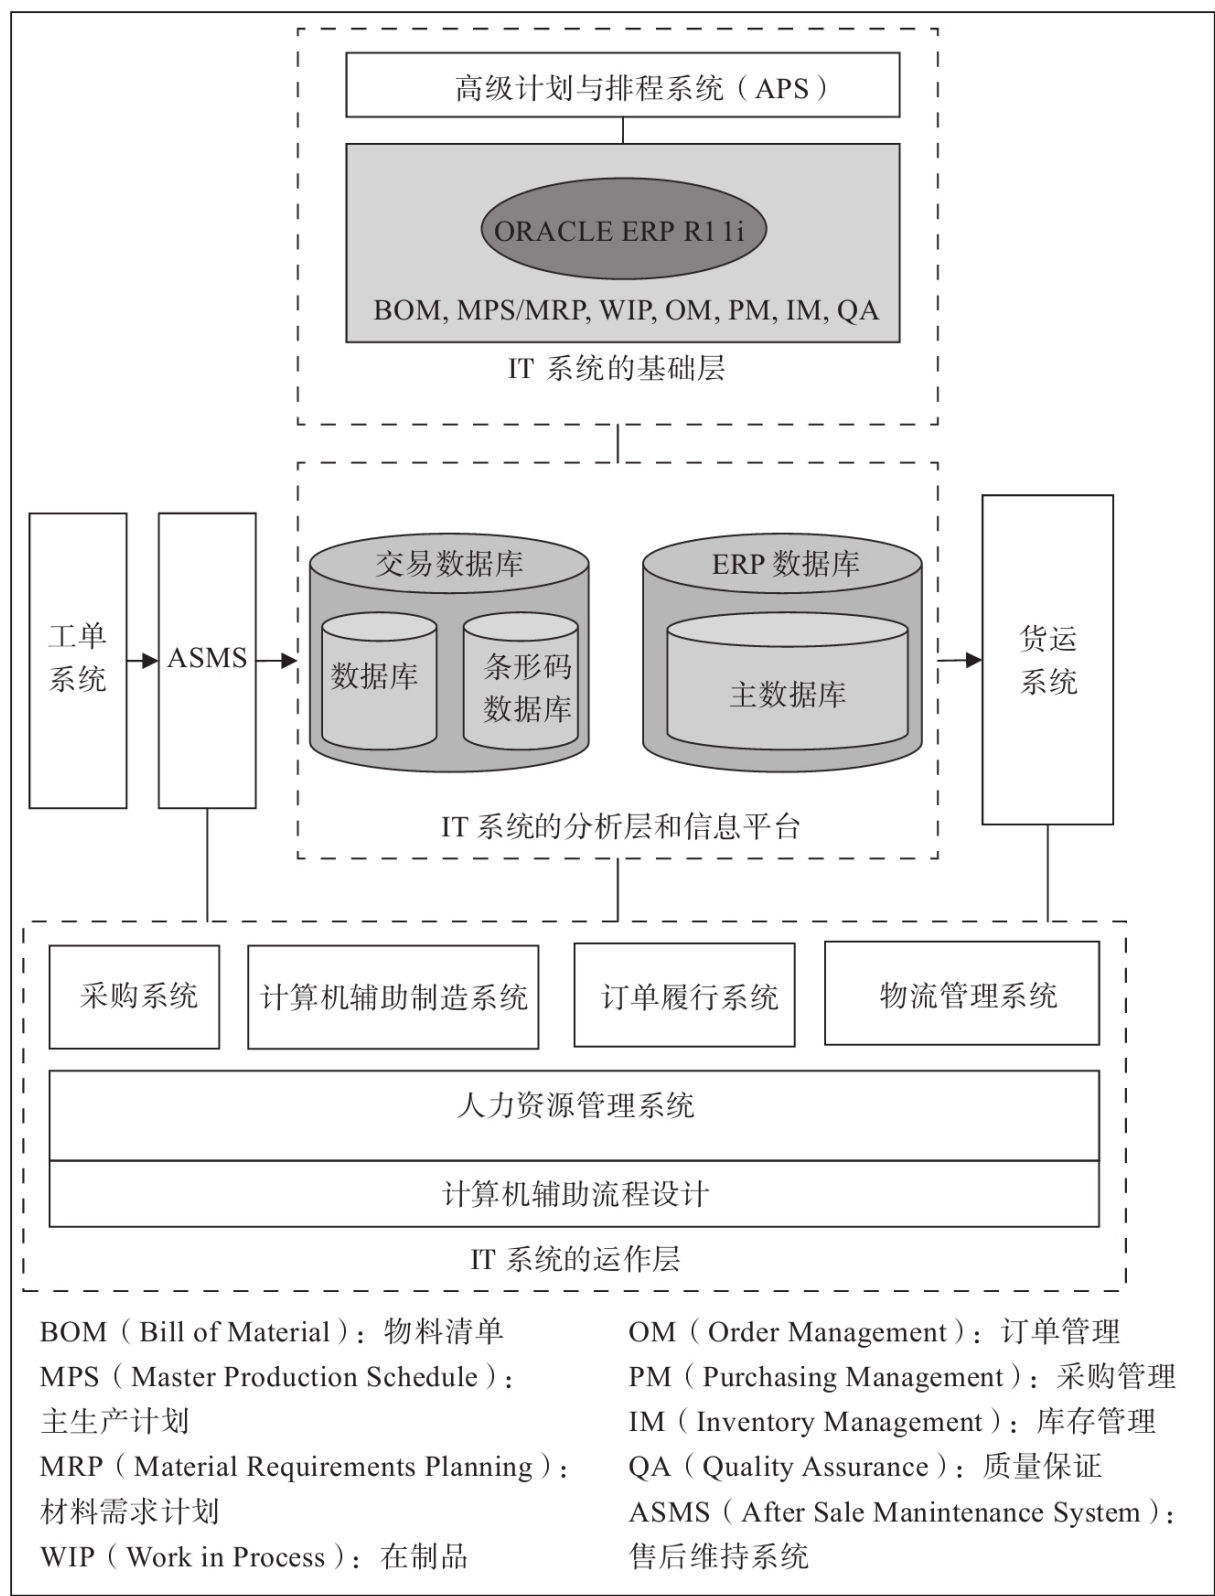 高级计划与排程系统（APS）
ORACLE ERP R11i
BOM, MPS/MRP, WIP, OM, PM, IM, QA
IT 系统的基础层
工单
系统
ASMS
交易数据库
数据库
条形码
数据库
ERP 数据库
主数据库
货运
系统
IT 系统的分析层和信息平台
采购系统
计算机辅助制造系统
订单履行系统
物流管理系统
人力资源管理系统
计算机辅助流程设计
IT 系统的运作层
BOM（Bill of Material）：物料清单
MPS（Master Production Schedule）：
主生产计划
MRP（Material Requirements Planning）：
材料需求计划
WIP（Work in Process）：在制品
OM（Order Management）：订单管理
PM（Purchasing Management）：采购管理
IM（Inventory Management）：库存管理
QA（Quality Assurance）：质量保证
ASMS（After Sale Manintenance System）：
售后维持系统